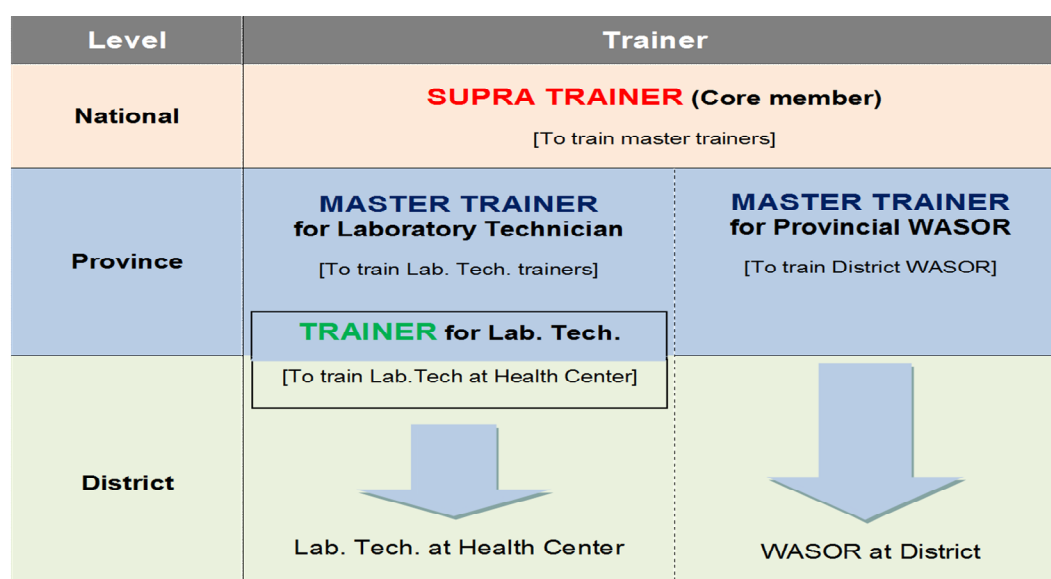 Level
Trainer
National
SUPRA TRAINER (Core member)
[To train master trainers]
Province
MASTER TRAINER
for Laboratory Technician
[To train Lab. Tech. trainers]
MASTER TRAINER
for Provincial WASOR
[To train District WASOR]
TRAINER for Lab. Tech.
[To train Lab.Tech at Health Center]
District
Lab. Tech. at Health Center
WASOR at District